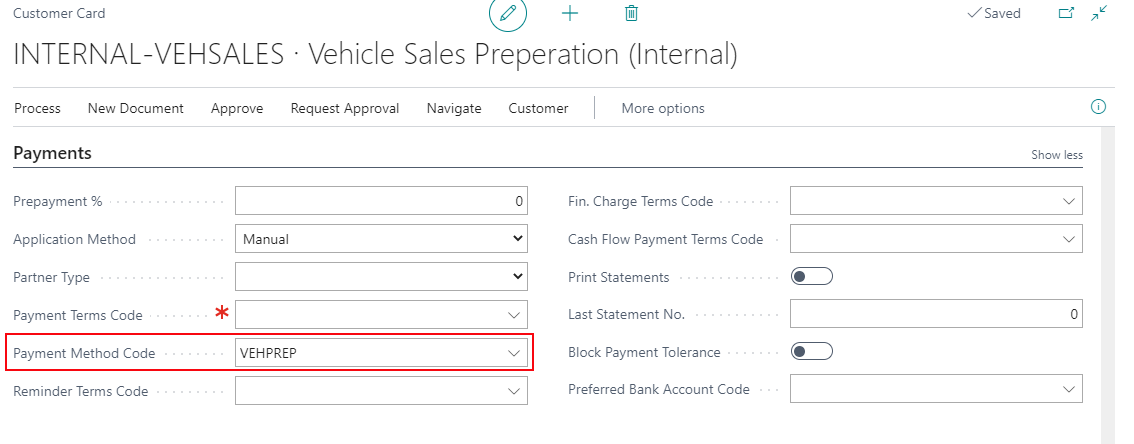 Customer Card
Saved
INTERNAL-VEHSALES · Vehicle Sales Preperation (Internal)
Process New Document Approve Request Approval Navigate Customer More options
Payments
Show less
Prepayment % 0
Application Method Manual
Partner Type
Payment Terms Code *
Payment Method Code VEHPREP
Reminder Terms Code
Fin. Charge Terms Code
Cash Flow Payment Terms Code
Print Statements
Last Statement No. 0
Block Payment Tolerance
Preferred Bank Account Code